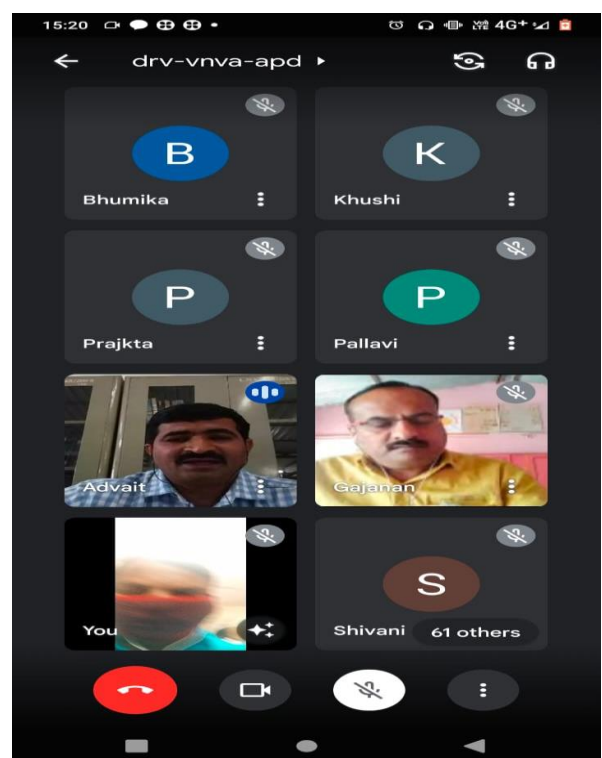 15:20 4G+
drv-vnva-apd
B K
Bhumika Khushi
P P
Prajkta Pallavi
Advait Gajanan
S
You Shivani 61 others